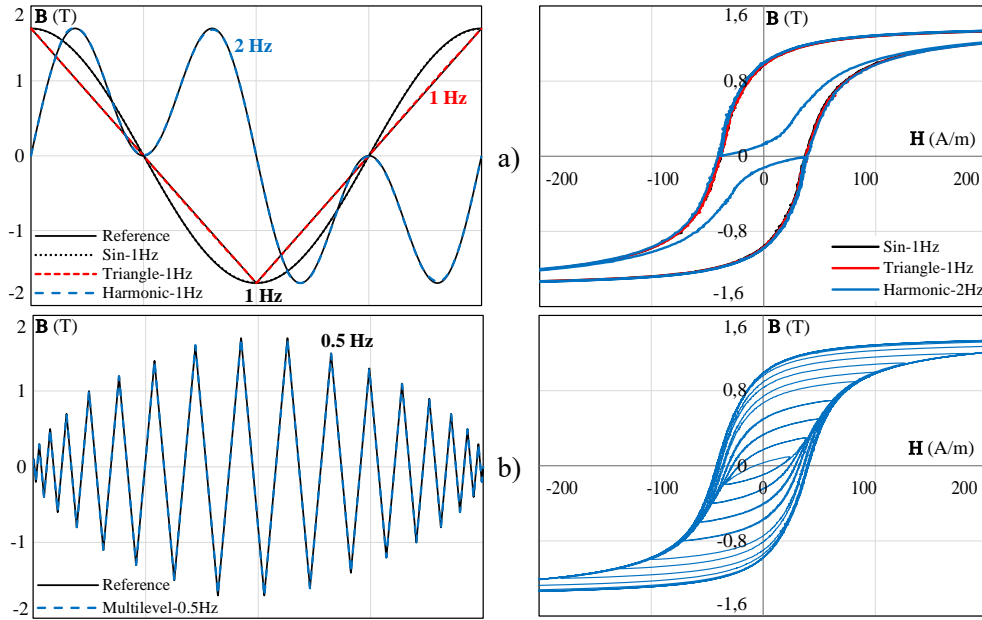 2
B (T)
2 Hz
1 Hz
1
0
-1
-2
Reference
Sin-1Hz
Triangle-1Hz
Harmonic-1Hz
1 Hz
a)
1,6
B (T)
0,8
H (A/m)
0
-200
-100
0
100
200
-0,8
-1,6
Sin-1Hz
Triangle-1Hz
Harmonic-2Hz
2
B (T)
0.5 Hz
1
0
-1
-2
Reference
Multilevel-0.5Hz
b)
1,6
B (T)
0,8
H (A/m)
0
-200
-100
0
100
200
-0,8
-1,6